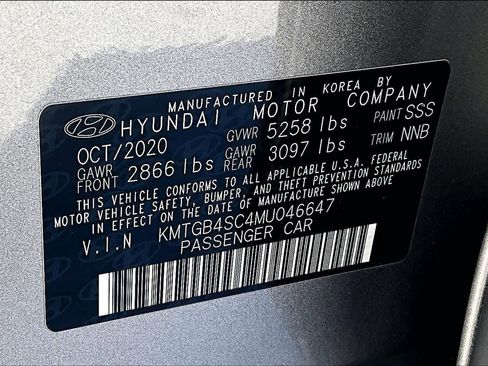 MANUFACTURED IN KOREA BY
HYUNDAI MOTOR COMPANY
OCT/2020 GVWR 5258 lbs PAINT SSS
GAWR FRONT 2866 lbs GAWR REAR 3097 lbs TRIM NNB
THIS VEHICLE CONFORMS TO ALL APPLICABLE U.S.A. FEDERAL
MOTOR VEHICLE SAFETY, BUMPER, AND THEFT PREVENTION STANDARDS
IN EFFECT ON THE DATE OF MANUFACTURE SHOWN ABOVE.
V.I.N KMTGB4SC4MU046647
PASSENGER CAR